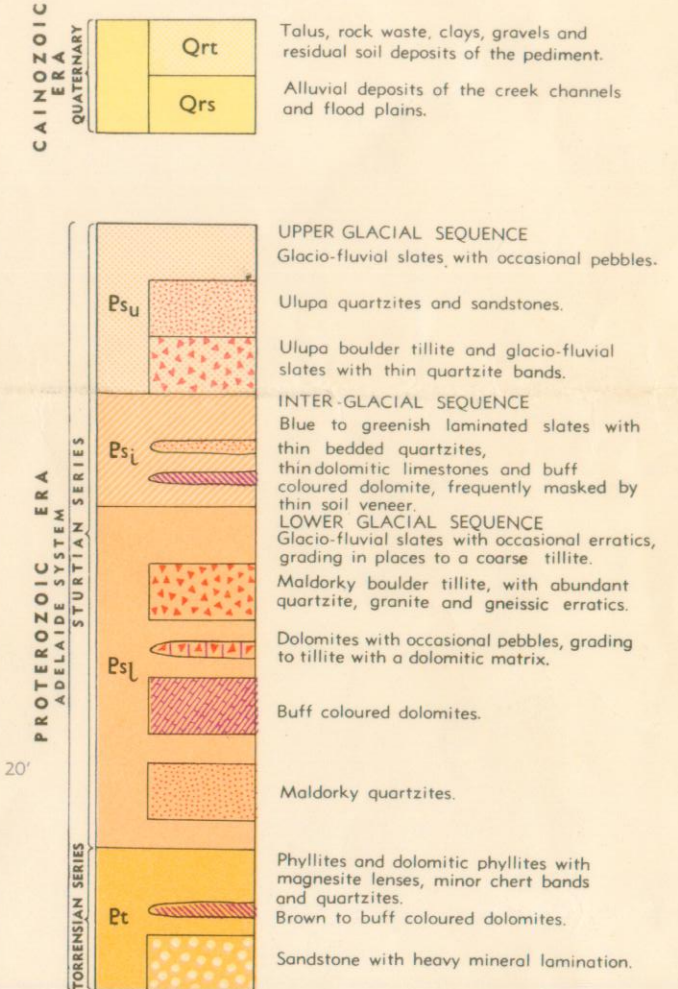 CAINOZOIC
ERA
QUATERNARY
Qrt
Talus, rock waste, clays, gravels and
residual soil deposits of the pediment.
Qrs
Alluvial deposits of the creek channels
and flood plains.
PROTEROZOIC ERA
ADELAIDE SYSTEM
STURTIAN SERIES
Psu
UPPER GLACIAL SEQUENCE
Glacio-fluvial slates with occasional pebbles.
Ulupa quartzites and sandstones.
Ulupa boulder tillite and glacio-fluvial
slates with thin quartzite bands.
Psi
INTER-GLACIAL SEQUENCE
Blue to greenish laminated slates with
thin bedded quartzites,
thin dolomitic limestones and buff
coloured dolomite, frequently masked by
thin soil veneer.
Psl
LOWER GLACIAL SEQUENCE
Glacio-fluvial slates with occasional erratics,
grading in places to a coarse tillite.
Maldorky boulder tillite, with abundant
quartzite, granite and gneissic erratics.
Dolomites with occasional pebbles, grading
to tillite with a dolomitic matrix.
Buff coloured dolomites.
20'
Maldorky quartzites.
TORRENSIAN SERIES
Pt
Phyllites and dolomitic phyllites with
magnesite lenses, minor chert bands
and quartzites.
Brown to buff coloured dolomites.
Sandstone with heavy mineral lamination.